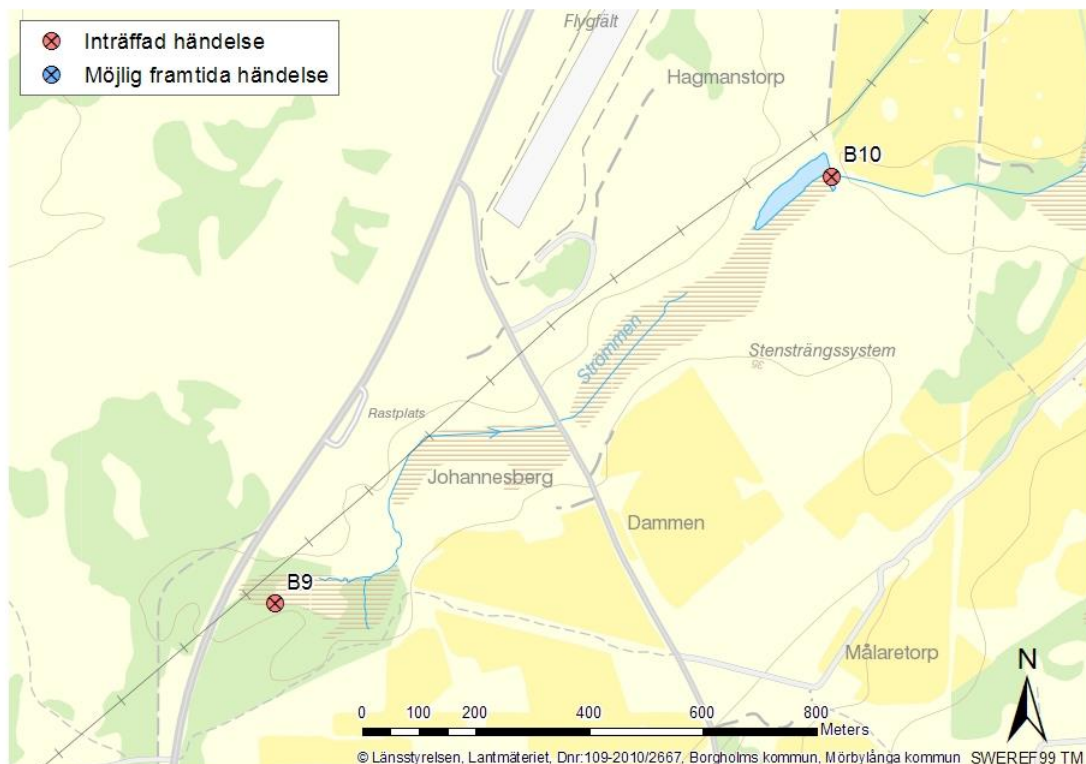 Inträffad händelse
Möjlig framtida händelse
Flygfält
Hagmanstorp
B10
Strömmen
Stensträngssystem
35
Rastplats
Johannesberg
Dammen
B9
Målaretorp
N
0 100 200 400 600 800
Meters
© Länsstyrelsen, Lantmäteriet, Dnr:109-2010/2667, Borgholms kommun, Mörbylånga kommun SWEREF99 TM